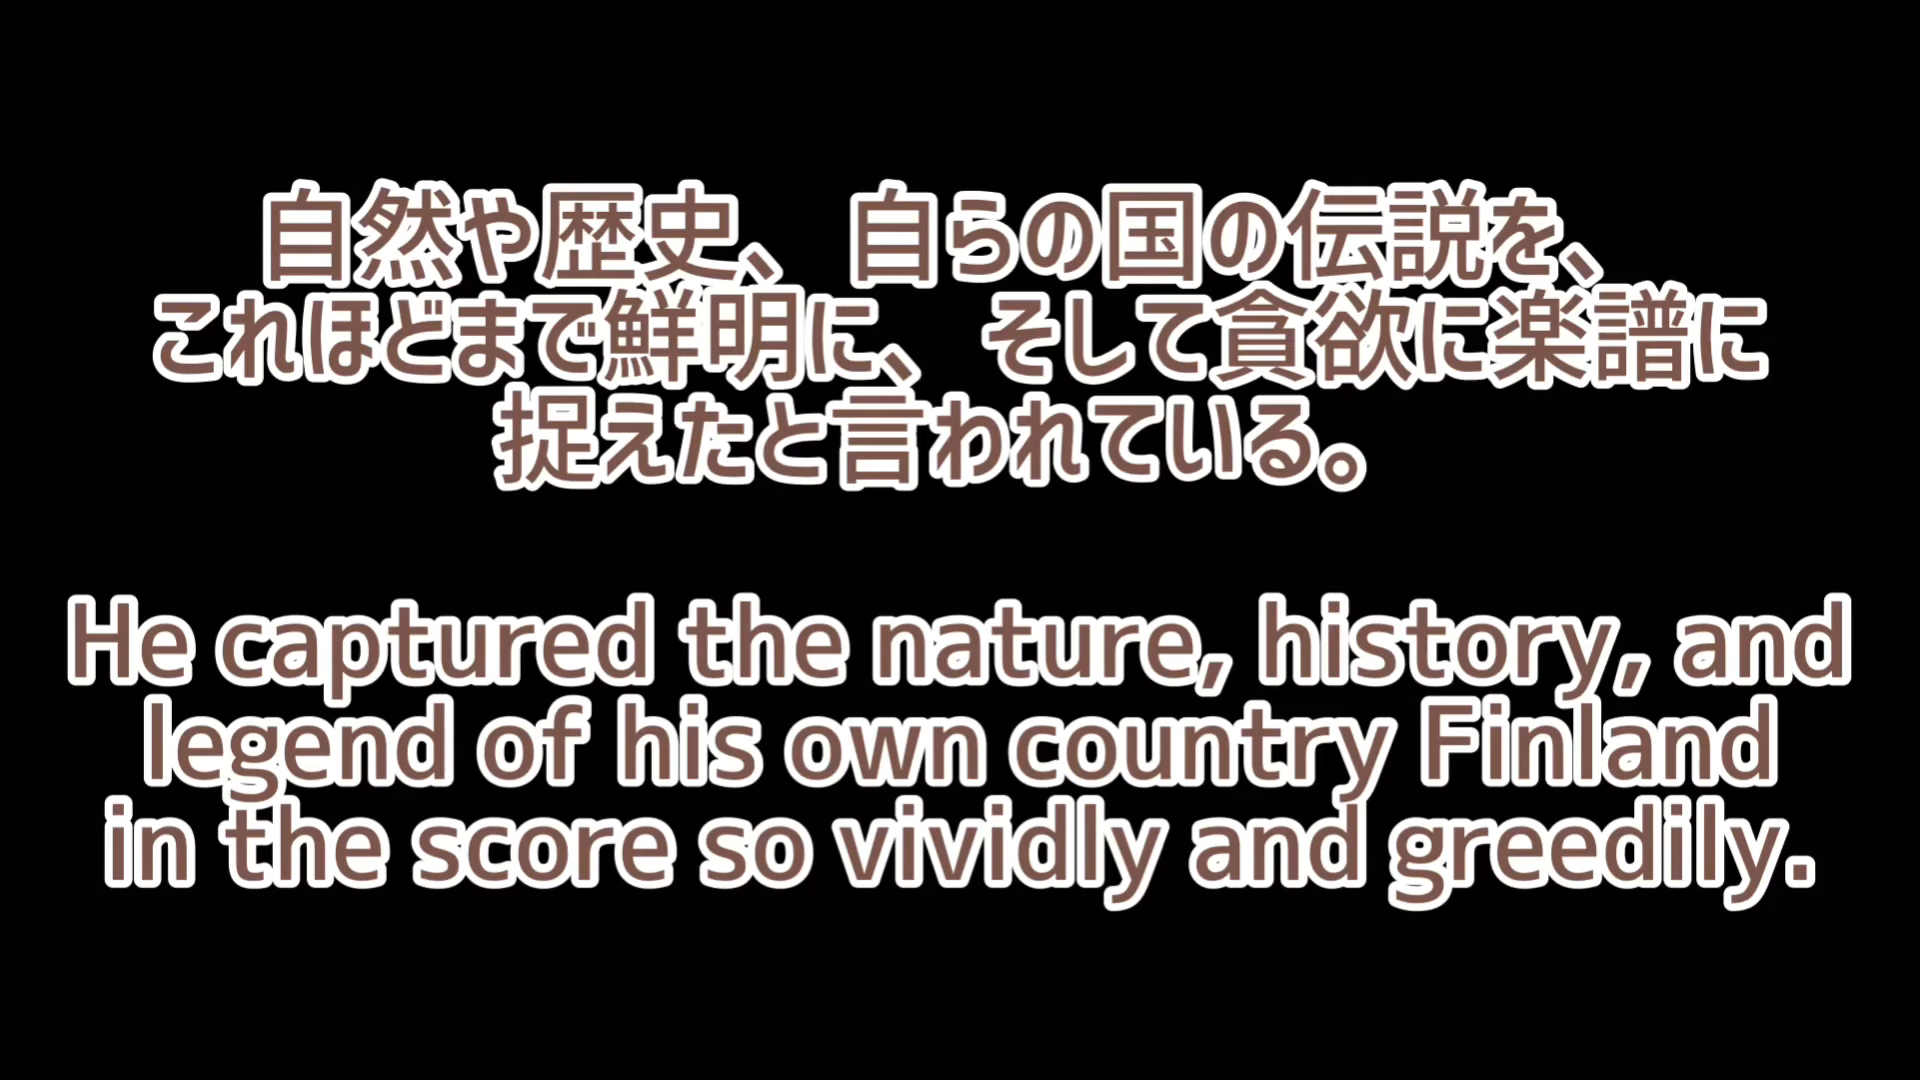 自然や歴史、自らの国の伝説を、
これほどまで鮮明に、そして貪欲に楽譜に
捉えたと言われている。
He captured the nature, history, and
legend of his own country Finland
in the score so vividly and greedily.